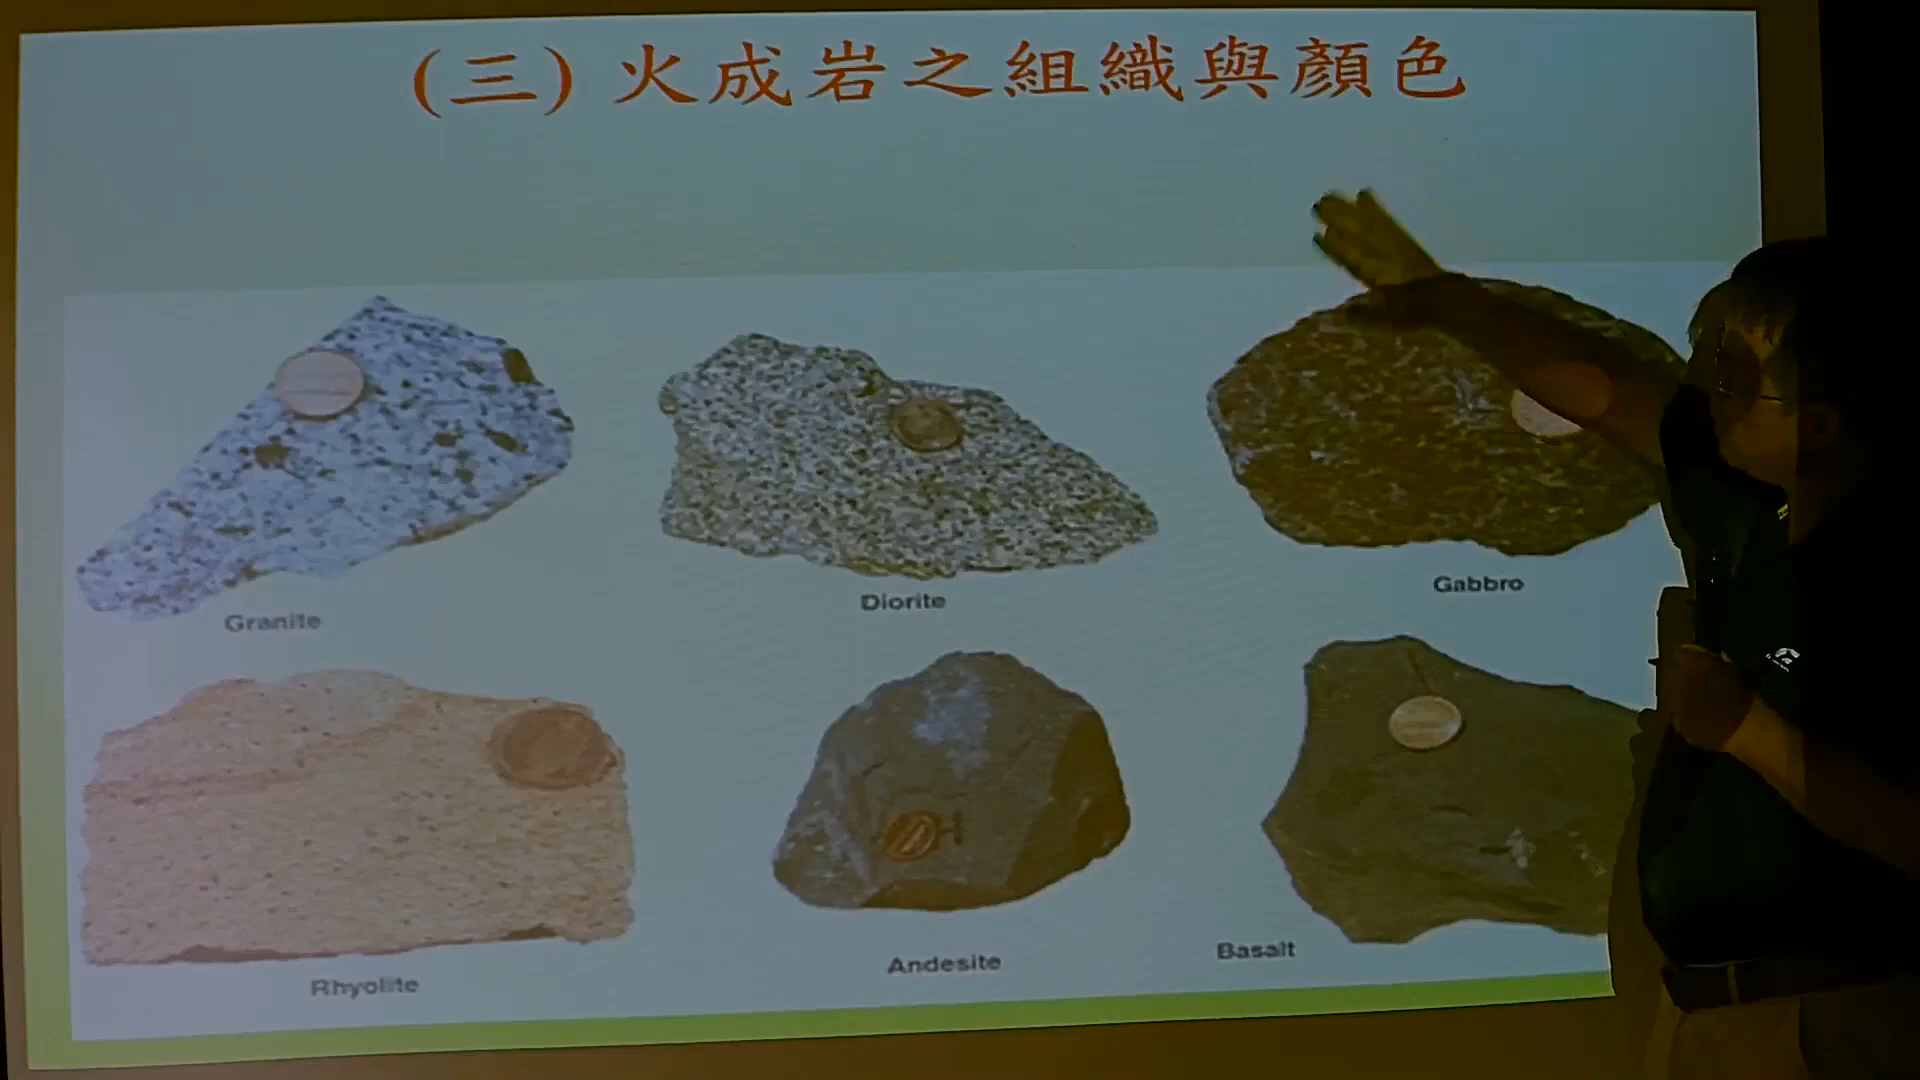 (三) 火成岩之組織與顏色
Granite
Diorite
Gabbro
Rhyolite
Andesite
Basalt